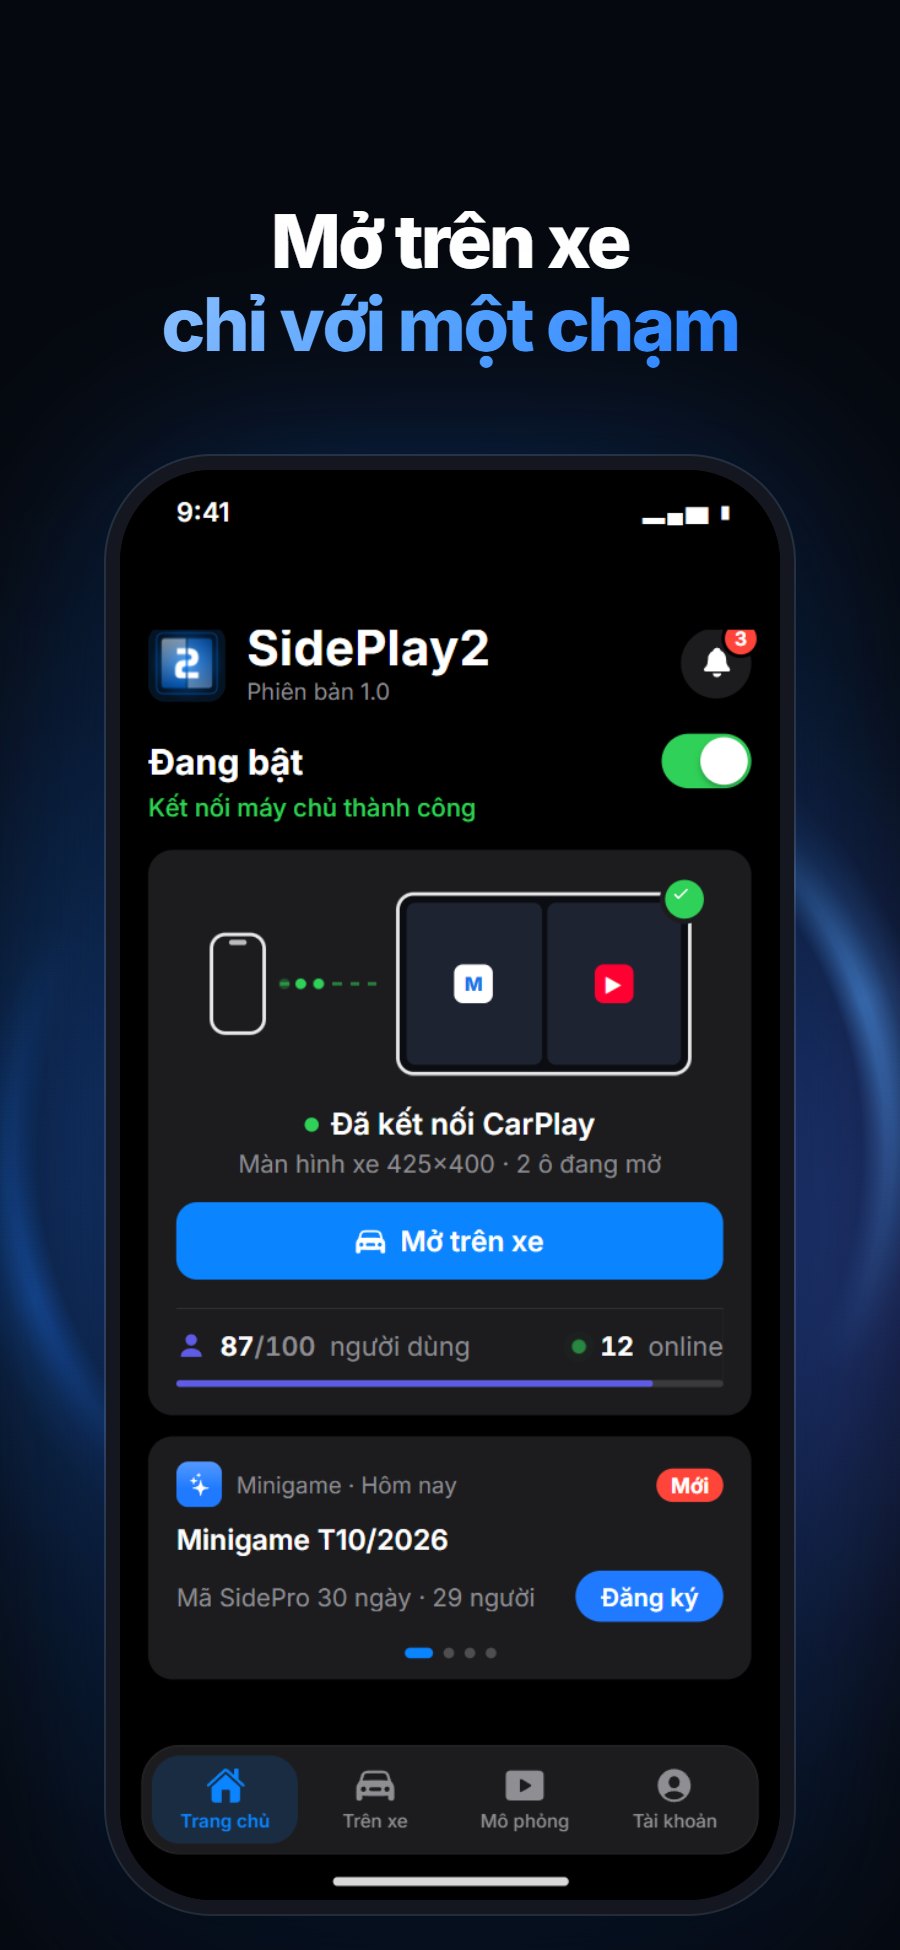 Mở trên xe
chỉ với một chạm
9:41
2
SidePlay2
3
Phiên bản 1.0
Đang bật
Kết nối máy chủ thành công
M
Đã kết nối CarPlay
Màn hình xe 425×400 · 2 ô đang mở
Mở trên xe
87/100 người dùng
12 online
Minigame · Hôm nay
Mới
Minigame T10/2026
Mã SidePro 30 ngày · 29 người
Đăng ký
Trang chủ
Trên xe
Mô phỏng
Tài khoản